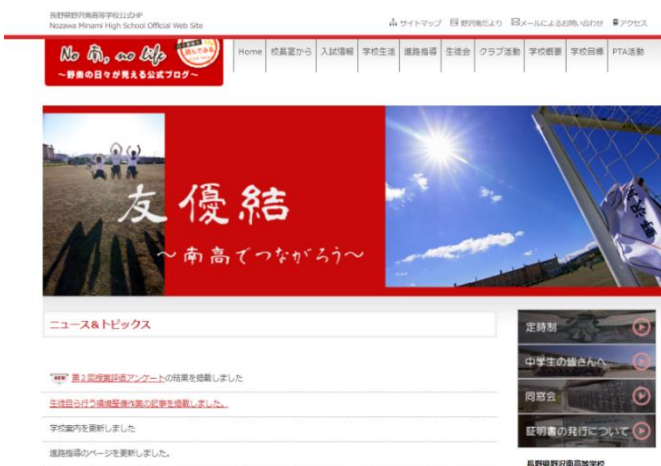 長野県野沢南高等学校公式HP
Nozawa Minami High School Official Web Site
サイトマップ 野沢南だより メールによるお問い合わせ アクセス
No 南, no life
～野南の日々が見える公式ブログ～
Home 校長室から 入試情報 学校生活 進路指導 生徒会 クラブ活動 学校概要 学校目標 PTA活動
友優結
～南高でつながろう～
ニュース&トピックス
NEW 第2回授業評価アンケートの結果を掲載しました
生徒自ら行う環境整備作業の記事を掲載しました。
学校案内を更新しました
進路指導のページを更新しました。
定時制
中学生の皆さんへ
同窓会
証明書の発行について
長野県野沢南高等学校